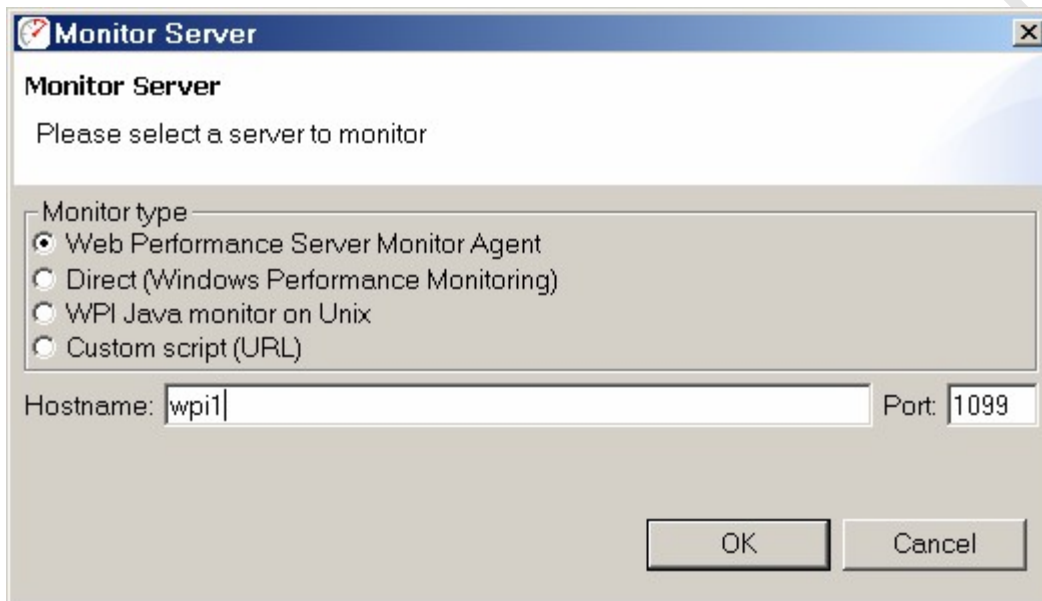 Monitor Server
Monitor Server
Please select a server to monitor
Monitor type
Web Performance Server Monitor Agent
Direct (Windows Performance Monitoring)
WPI Java monitor on Unix
Custom script (URL)
Hostname: wpi1 Port: 1099
OK Cancel